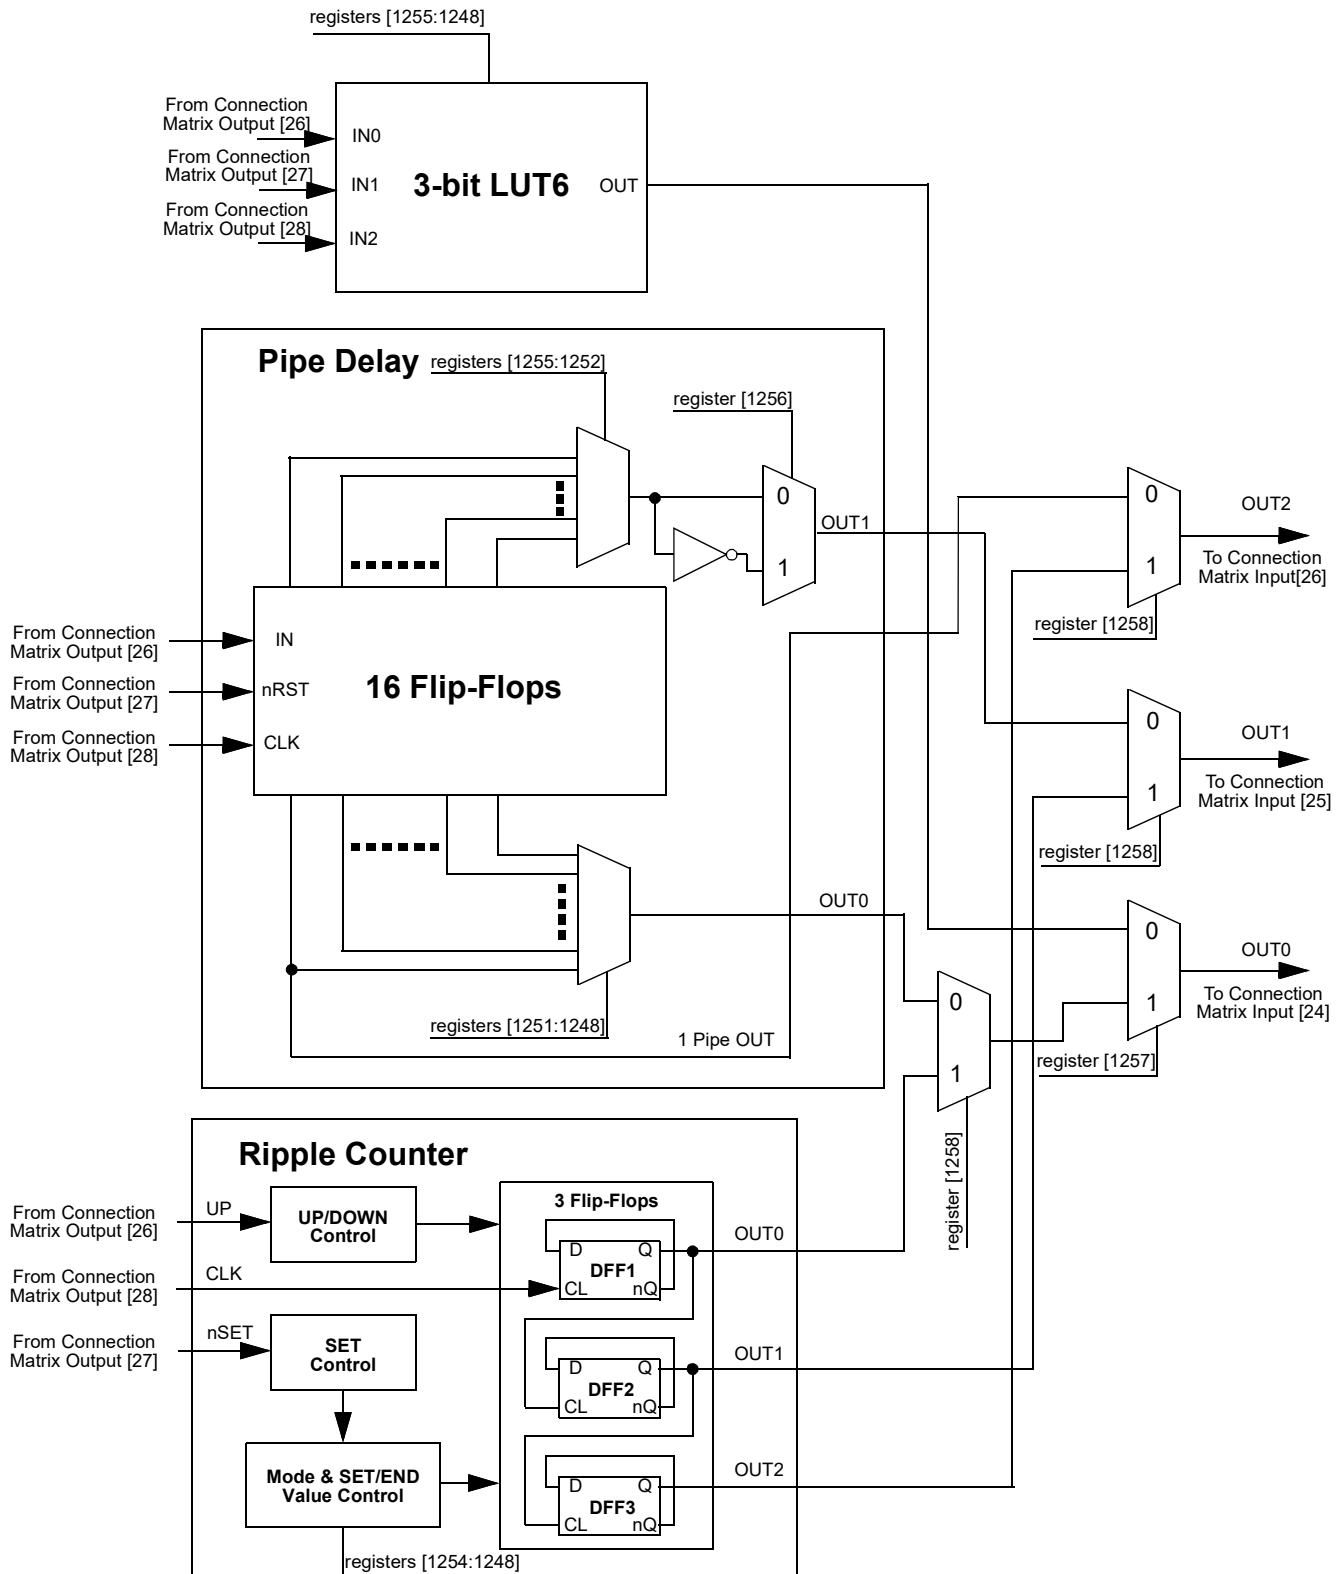 registers [1255:1248]
From Connection
Matrix Output [26]
IN0
From Connection
Matrix Output [27]
IN1
3-bit LUT6
OUT
From Connection
Matrix Output [28]
IN2
Pipe Delay
registers [1255:1252]
register [1256]
0
1
OUT1
0
1
OUT2
To Connection
Matrix Input[26]
register [1258]
From Connection
Matrix Output [26]
IN
From Connection
Matrix Output [27]
nRST
16 Flip-Flops
From Connection
Matrix Output [28]
CLK
0
1
OUT1
To Connection
Matrix Input [25]
register [1258]
OUT0
registers [1251:1248]
1 Pipe OUT
0
1
register [1258]
0
1
OUT0
To Connection
Matrix Input [24]
register [1257]
Ripple Counter
From Connection
Matrix Output [26]
UP
UP/DOWN
Control
3 Flip-Flops
D
Q
DFF1
CL
nQ
OUT0
From Connection
Matrix Output [28]
CLK
From Connection
Matrix Output [27]
nSET
SET
Control
D
Q
DFF2
CL
nQ
OUT1
Mode & SET/END
Value Control
D
Q
DFF3
CL
nQ
OUT2
registers [1254:1248]